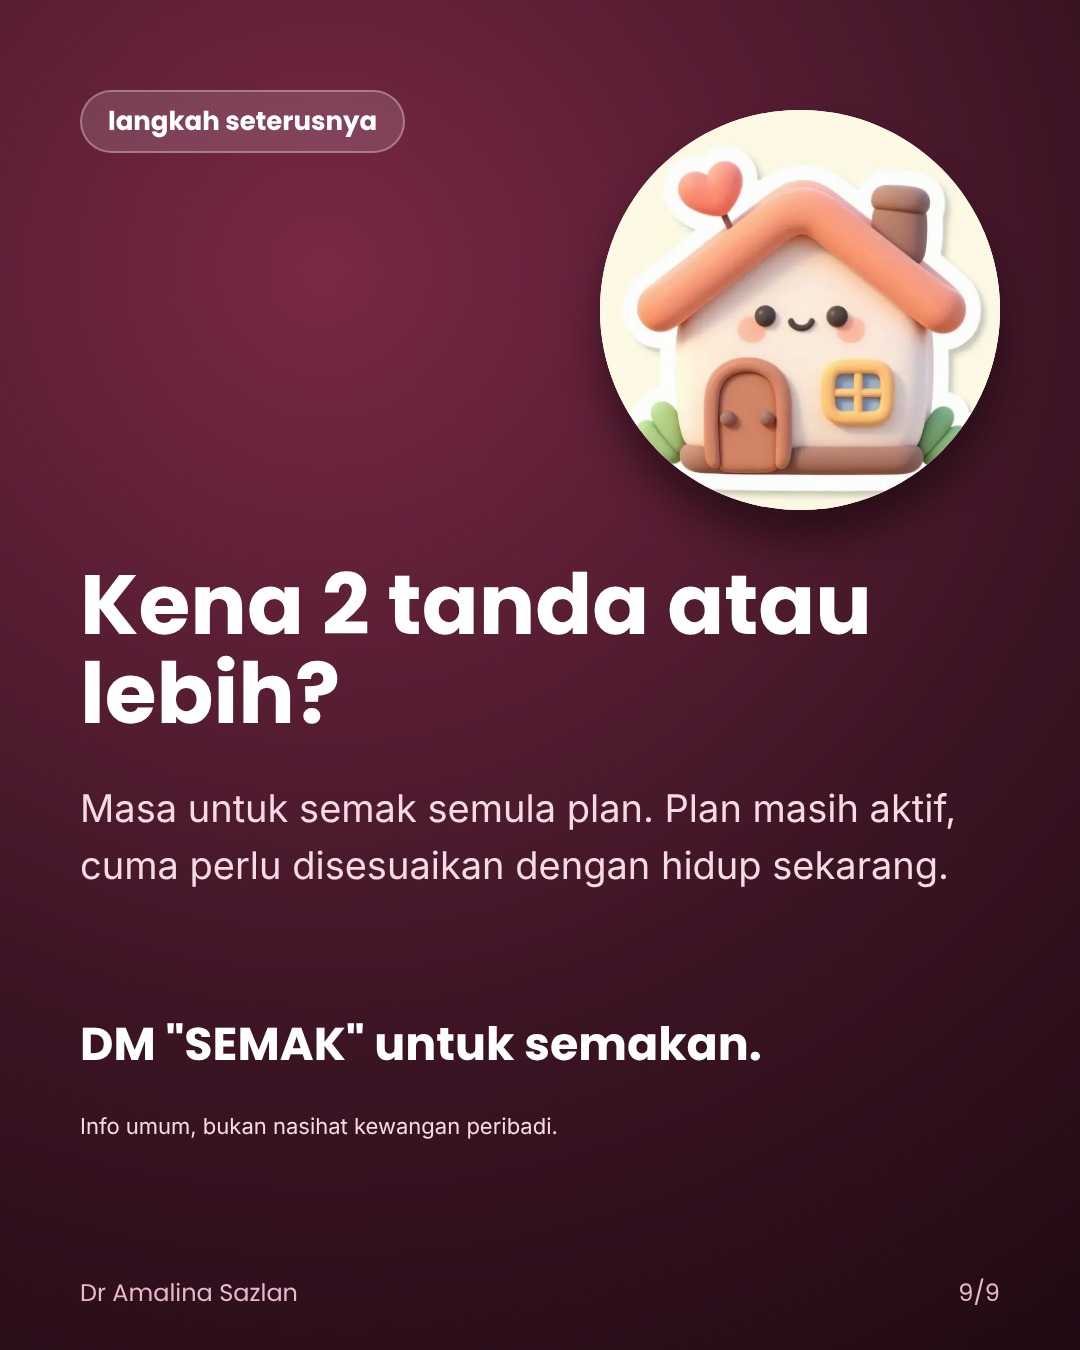 langkah seterusnya
Kena 2 tanda atau
lebih?
Masa untuk semak semula plan. Plan masih aktif,
cuma perlu disesuaikan dengan hidup sekarang.
DM "SEMAK" untuk semakan.
Info umum, bukan nasihat kewangan peribadi.
Dr Amalina Sazlan
9/9